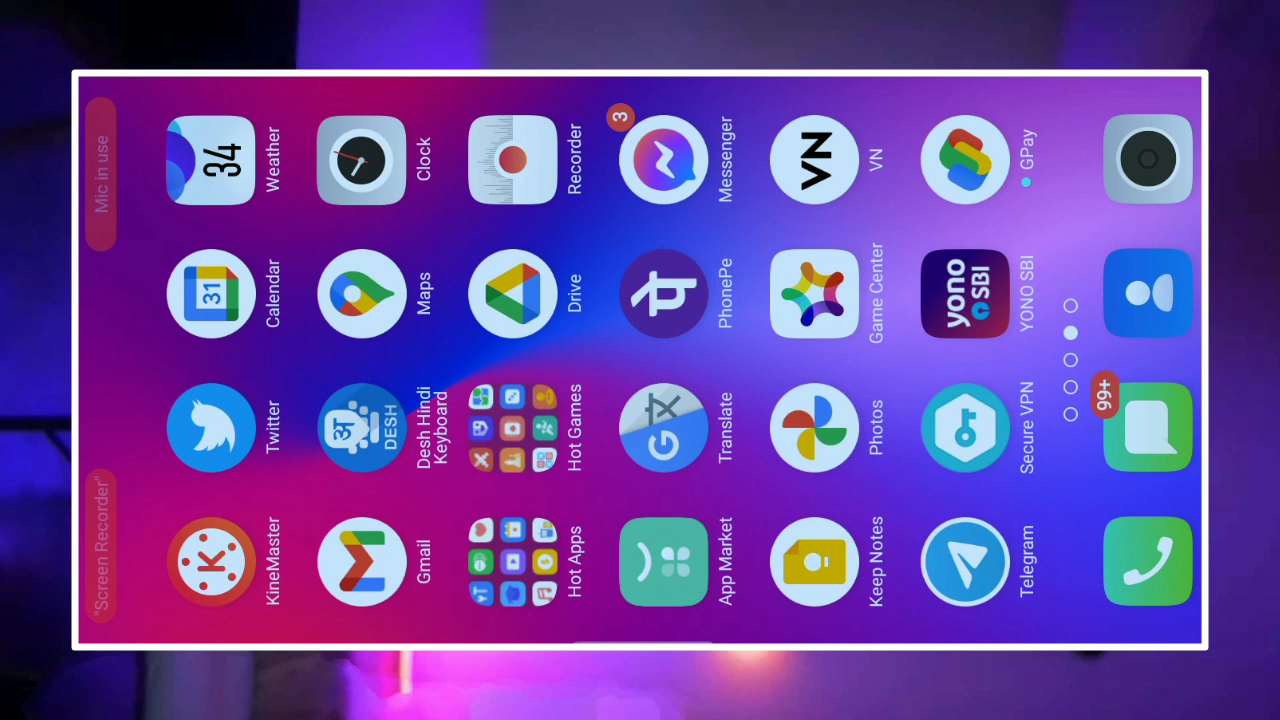 "Screen Recorder"
Mic in use
K
KineMaster
Twitter
31
Calendar
34
Weather
Gmail
अ
DESH
Desh Hindi
Keyboard
Maps
Clock
YT
Hot Apps
Hot Games
Drive
Recorder
App Market
G
Translate
पे
PhonePe
3
Messenger
Keep Notes
Photos
Game Center
VN
VN
Telegram
Secure VPN
yono
SBI
YONO SBI
GPay
99+